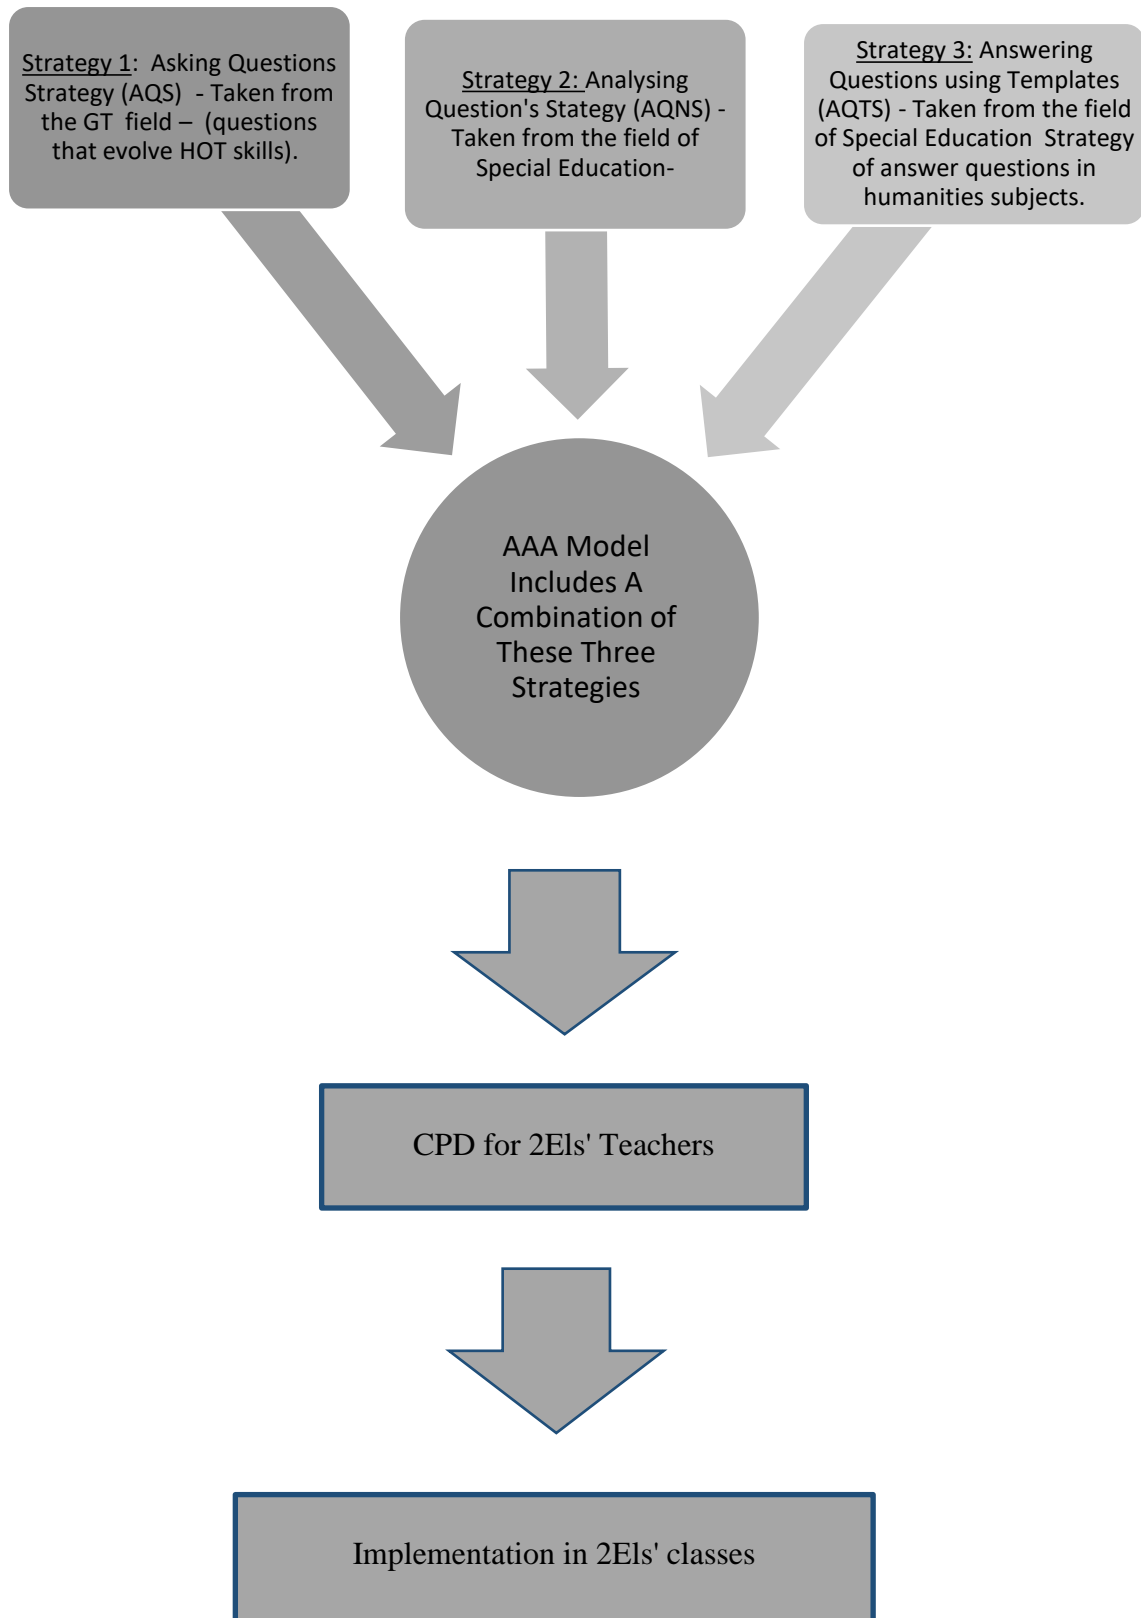 Strategy 1:  Asking Questions
Strategy (AQS)  - Taken from
the GT  field –  (questions
that evolve HOT skills).
Strategy 2: Analysing
Question's Stategy (AQNS) -
Taken from the field of
Special Education-
Strategy 3: Answering
Questions using Templates
(AQTS) - Taken from the field
of Special Education  Strategy
of answer questions in
humanities subjects.
AAA Model
Includes A
Combination of
These Three
Strategies
CPD for 2Els' Teachers
Implementation in 2Els' classes